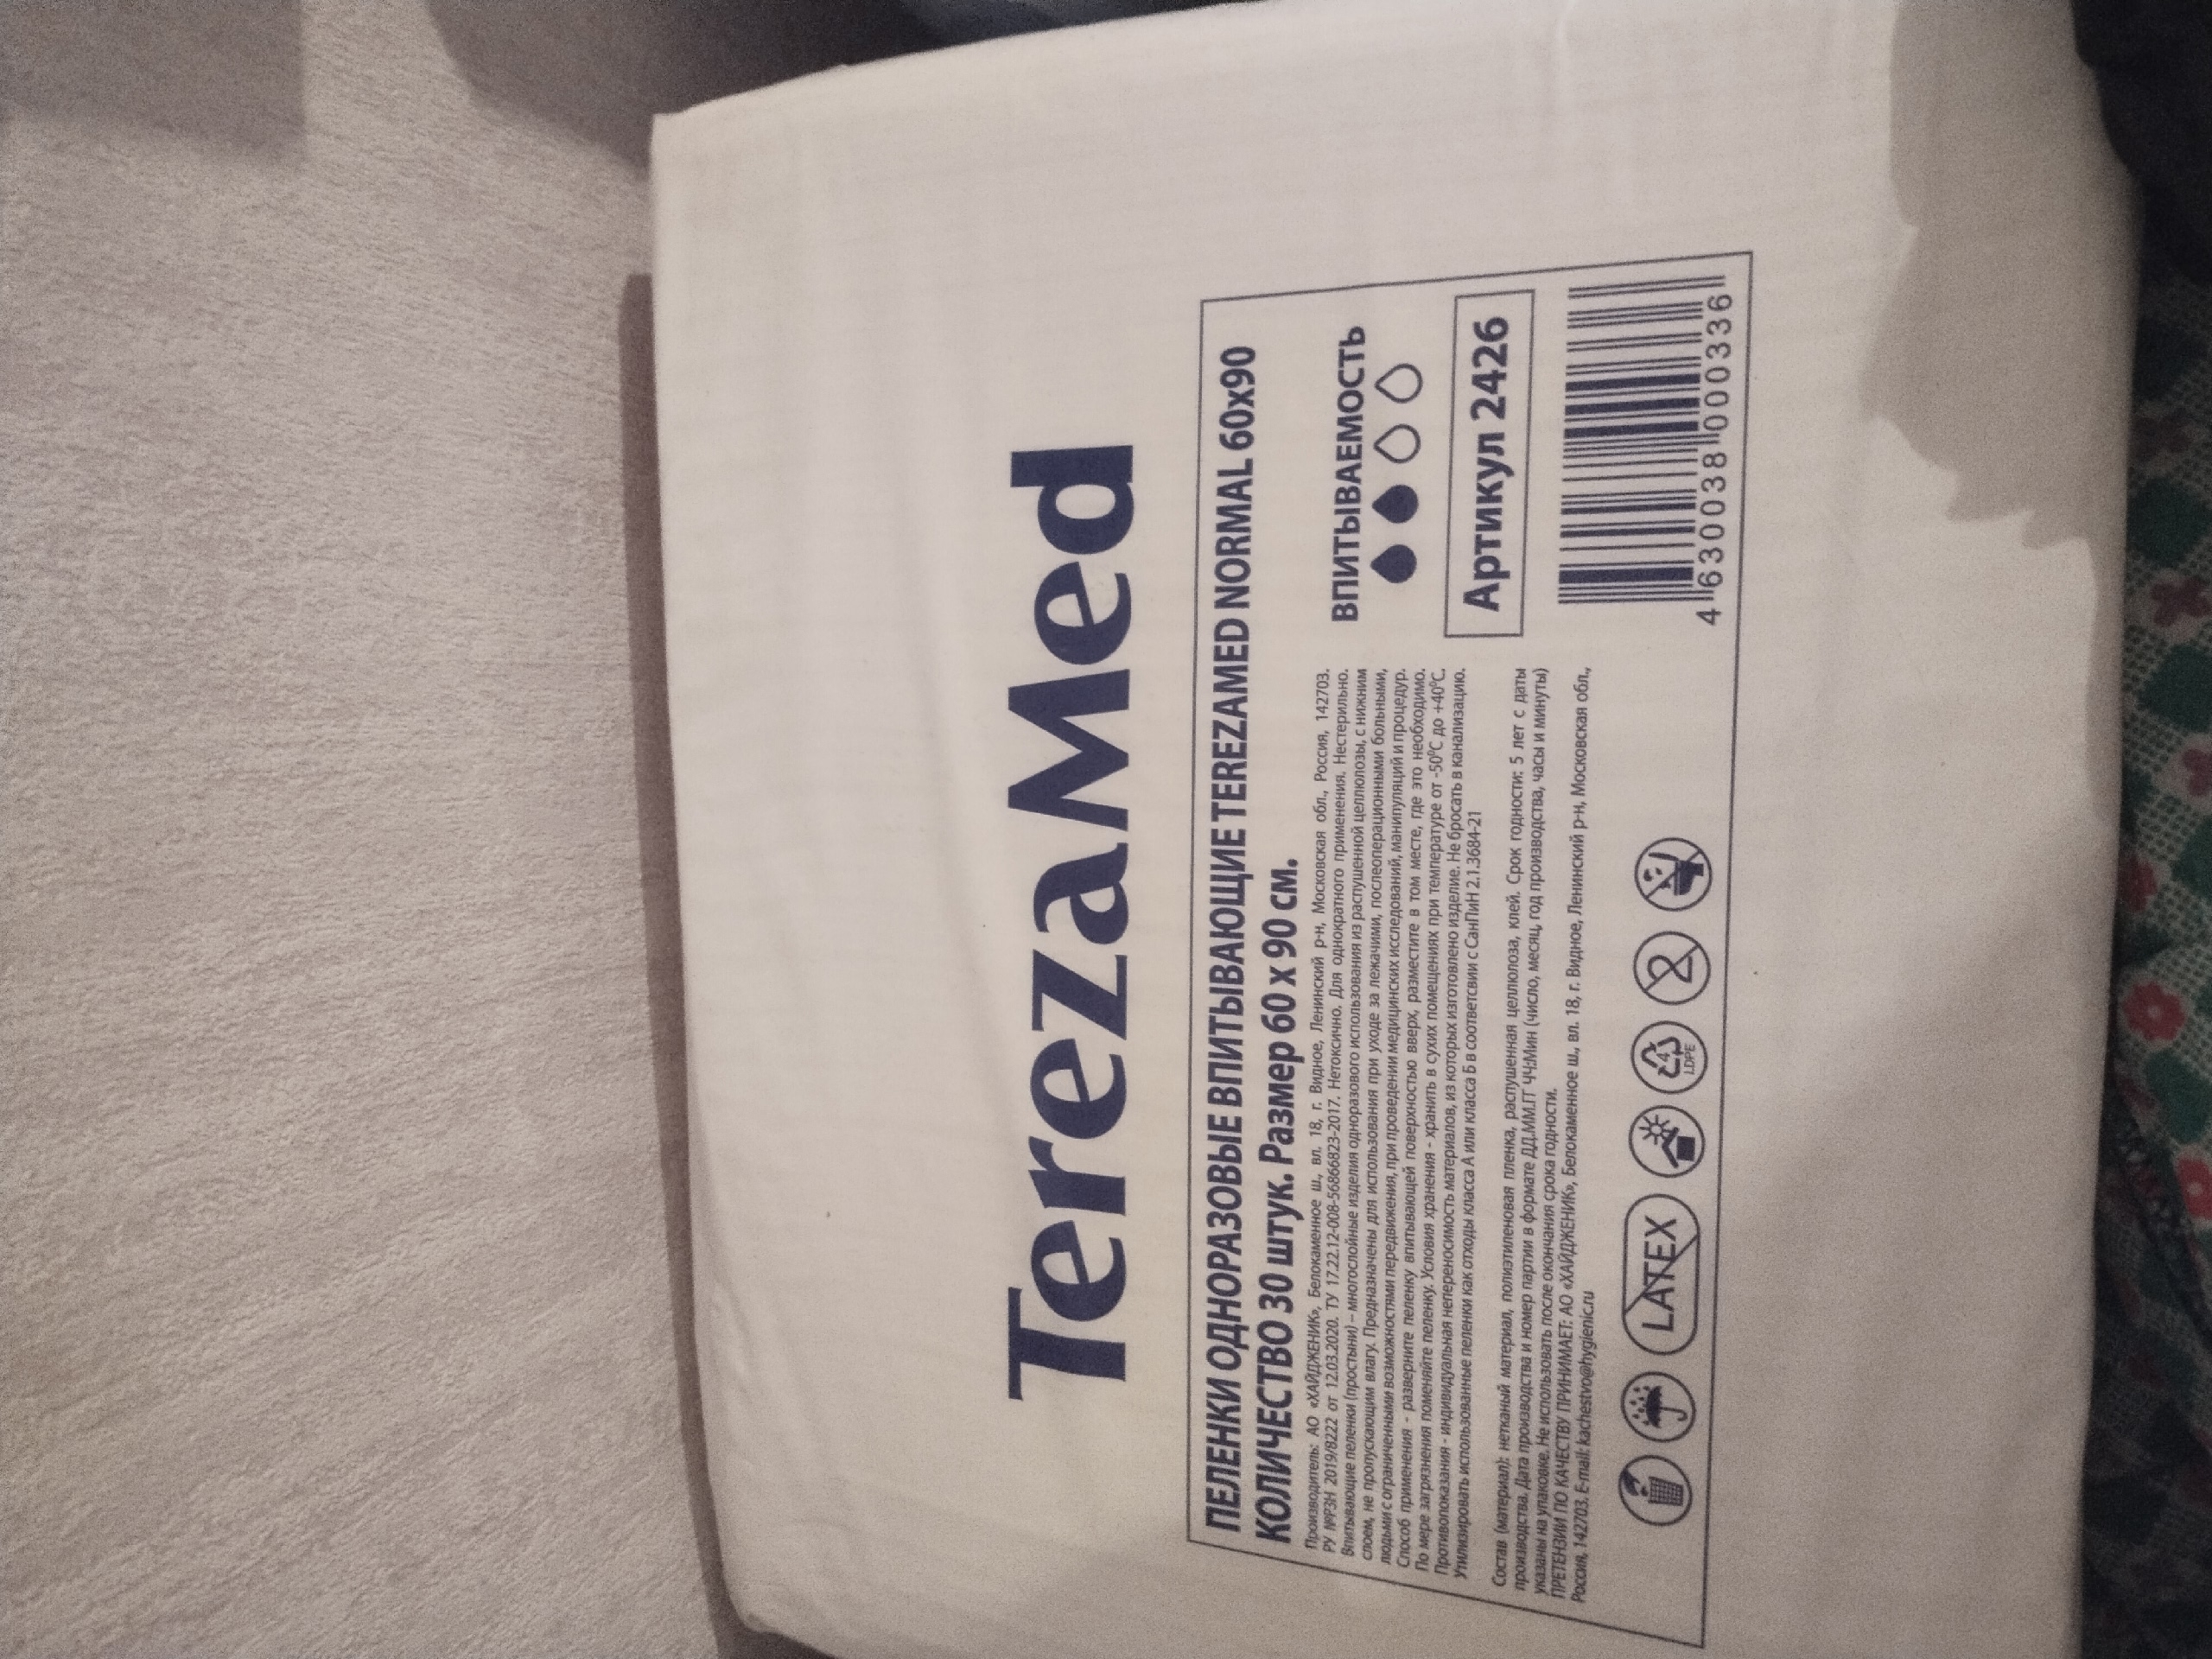 TerezaMed
ПЕЛЕНКИ ОДНОРАЗОВЫЕ ВПИТЫВАЮЩИЕ TEREZAMED NORMAL 60x90
КОЛИЧЕСТВО 30 штук. Размер 60 х 90 см.
Производитель: АО «ХАЙДЖЕНИК», Белокаменное ш., вл. 18, г. Видное, Ленинский р-н, Московская обл., Россия, 142703.
РУ №РЗН 2019/8222 от 12.03.2020. ТУ 17.22.12-008-56866823-2017. Нетоксично. Для однократного применения. Нестерильно.
Впитывающие пеленки (простыни) – многослойные изделия одноразового использования из распушенной целлюлозы, с нижним
слоем, не пропускающим влагу. Предназначены для использования при уходе за лежачими, послеоперационными больными,
людьми с ограниченными возможностями передвижения, при проведении медицинских исследований, манипуляций и процедур.
Способ применения - разверните пеленку впитывающей поверхностью вверх, разместите в том месте, где это необходимо.
По мере загрязнения поменяйте пеленку. Условия хранения - хранить в сухих помещениях при температуре от -50°С до +40°С.
Противопоказания - индивидуальная непереносимость материалов, из которых изготовлено изделие. Не бросать в канализацию.
Утилизировать использованные пеленки как отходы класса А или класса Б в соответсвии с СанПиН 2.1.3684-21
Состав (материал): нетканый материал, полиэтиленовая пленка, распушенная целлюлоза, клей. Срок годности: 5 лет с даты
производства. Дата производства и номер партии в формате ДД.ММ.ГГ ЧЧ:Мин (число, месяц, год производства, часы и минуты)
указаны на упаковке. Не использовать после окончания срока годности.
ПРЕТЕНЗИИ ПО КАЧЕСТВУ ПРИНИМАЕТ: АО «ХАЙДЖЕНИК», Белокаменное ш., вл. 18, г. Видное, Ленинский р-н, Московская обл.,
Россия, 142703. E-mail: kachestvo@hygienic.ru
LATEX
4
LDPE
2
ВПИТЫВАЕМОСТЬ
Артикул 2426
4 630038 000336